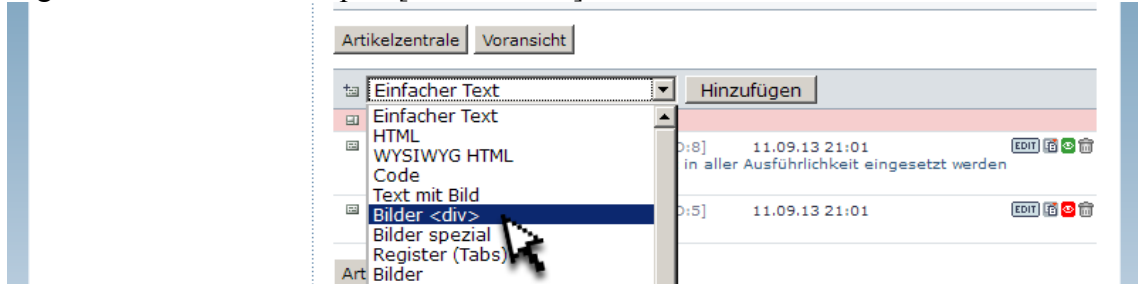 Artikelzentrale Voransicht
Einfacher Text Hinzufügen
Einfacher Text
HTML
:8] 11.09.13 21:01 EDIT
WYSIWYG HTML
in aller Ausführlichkeit eingesetzt werden
Code
Text mit Bild
Bilder <div>
:5] 11.09.13 21:01 EDIT
Bilder spezial
Register (Tabs)
Art
Bilder